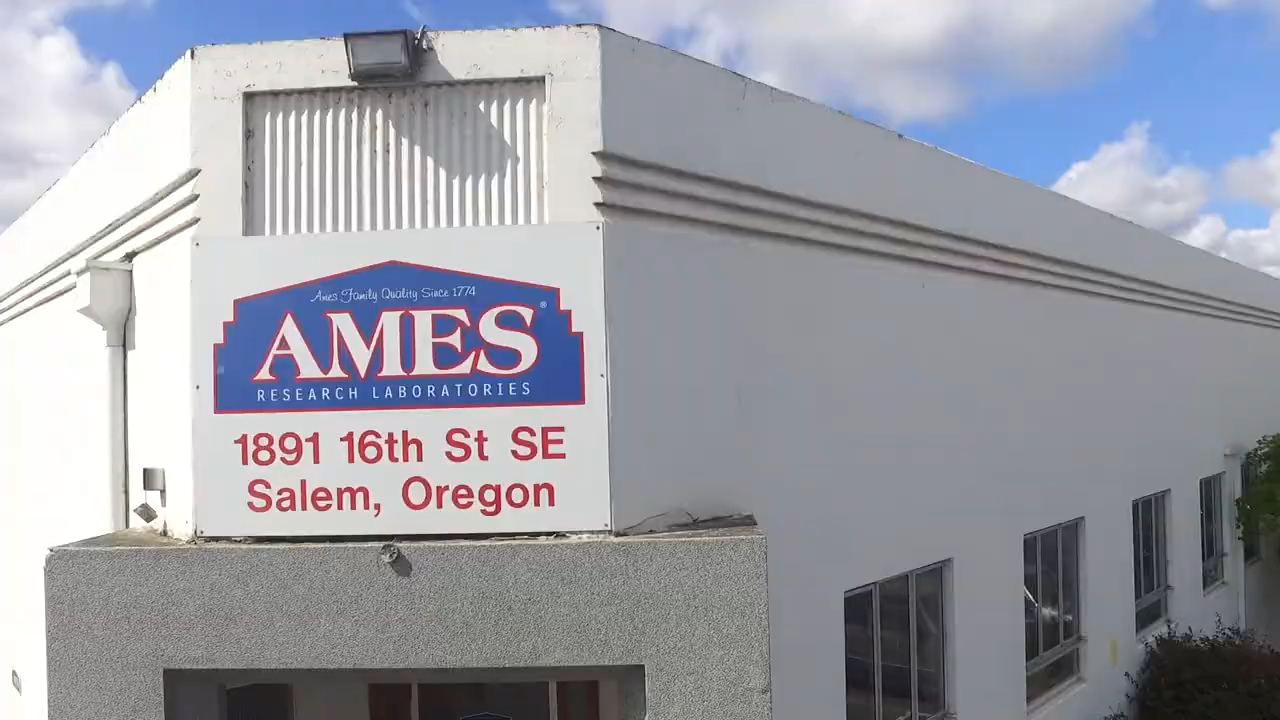 Ames Family Quality Since 1774
AMES®
RESEARCH LABORATORIES
1891 16th St SE
Salem, Oregon